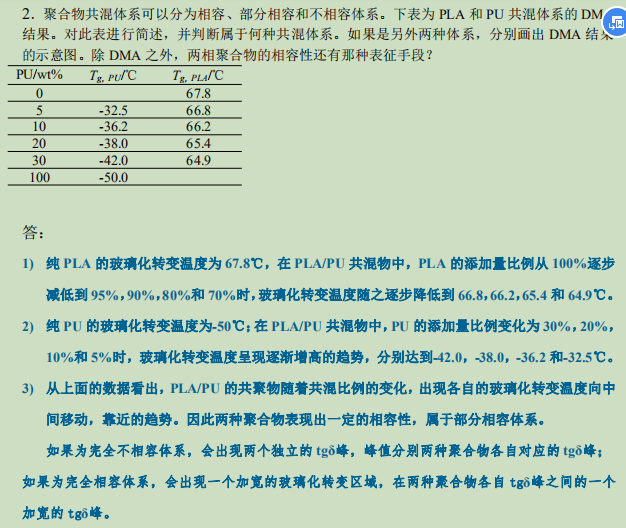 2．聚合物共混体系可以分为相容、部分相容和不相容体系。下表为 PLA 和 PU 共混体系的 DM
结果。对此表进行简述，并判断属于何种共混体系。如果是另外两种体系，分别画出 DMA 结果
的示意图。除 DMA 之外，两相聚合物的相容性还有那种表征手段？
PU/wt% Tg, PU/℃ Tg, PLA/℃
0 67.8
5 -32.5 66.8
10 -36.2 66.2
20 -38.0 65.4
30 -42.0 64.9
100 -50.0
答：
1) 纯 PLA 的玻璃化转变温度为 67.8℃，在 PLA/PU 共混物中，PLA 的添加量比例从 100%逐步
减低到 95%，90%，80%和 70%时，玻璃化转变温度随之逐步降低到 66.8, 66.2, 65.4 和 64.9℃。
2) 纯 PU 的玻璃化转变温度为-50℃；在 PLA/PU 共混物中，PU 的添加量比例变化为 30%，20%，
10%和 5%时，玻璃化转变温度呈现逐渐增高的趋势，分别达到-42.0，-38.0，-36.2 和-32.5℃。
3) 从上面的数据看出，PLA/PU 的共聚物随着共混比例的变化，出现各自的玻璃化转变温度向中
间移动，靠近的趋势。因此两种聚合物表现出一定的相容性，属于部分相容体系。
如果为完全不相容体系，会出现两个独立的 tgδ峰，峰值分别两种聚合物各自对应的 tgδ峰；
如果为完全相容体系，会出现一个加宽的玻璃化转变区域，在两种聚合物各自 tgδ峰之间的一个
加宽的 tgδ峰。